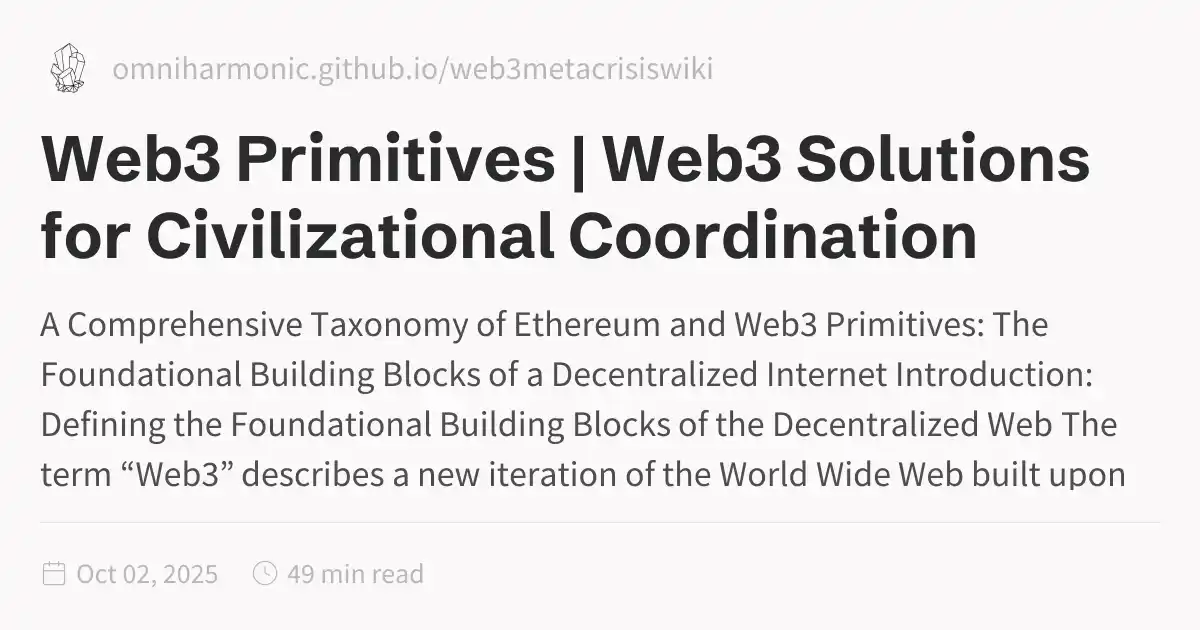 omniharmonic.github.io/web3metacrisiswiki
Web3 Primitives | Web3 Solutions
for Civilizational Coordination
A Comprehensive Taxonomy of Ethereum and Web3 Primitives: The
Foundational Building Blocks of a Decentralized Internet Introduction:
Defining the Foundational Building Blocks of the Decentralized Web The
term “Web3” describes a new iteration of the World Wide Web built upon
Oct 02, 2025 49 min read